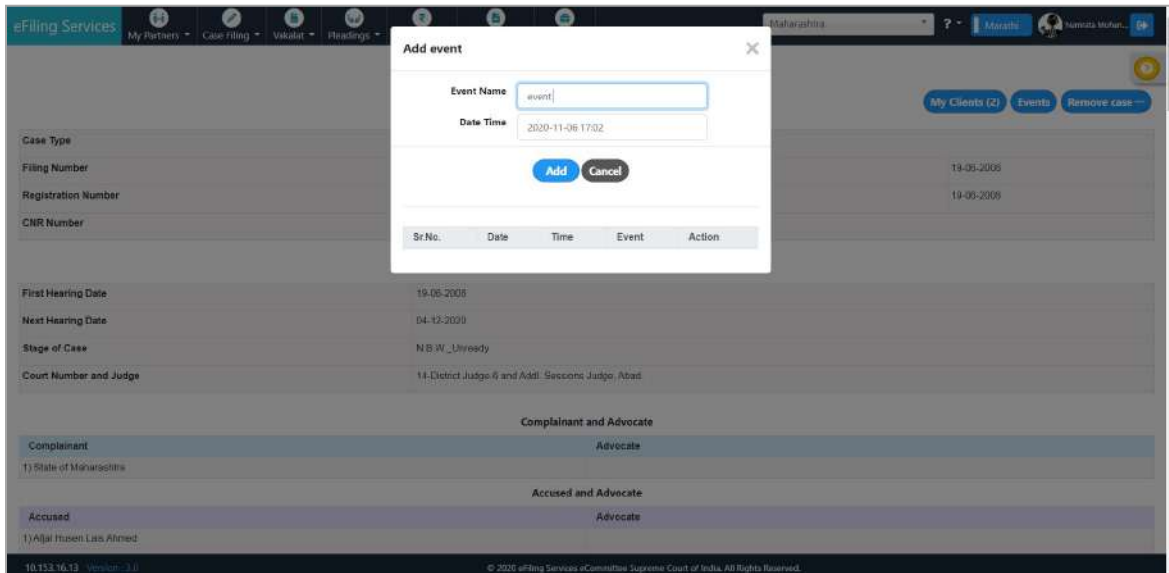 eFiling Services
My Partners Case Filing Vakalat Pleadings
Maharashtra
? Marathi Namrata Mohan...
Add event
Event Name event
Date Time 2020-11-06 17:02
Add Cancel
Sr.No. Date Time Event Action
My Clients (2) Events Remove case
Case Type
Filing Number 19-06-2008
Registration Number 19-06-2008
CNR Number
First Hearing Date 19-06-2008
Next Hearing Date 04-12-2020
Stage of Case N.B.W._Unready
Court Number and Judge 14-District Judge-6 and Addl. Sessions Judge, Abad
Complainant and Advocate
Complainant Advocate
1) State of Maharashtra
Accused and Advocate
Accused Advocate
1) Husen Ahmed
10.153.16.13 Version - 3.0
© 2020 eFiling Services eCommittee Supreme Court of India. All Rights Reserved.